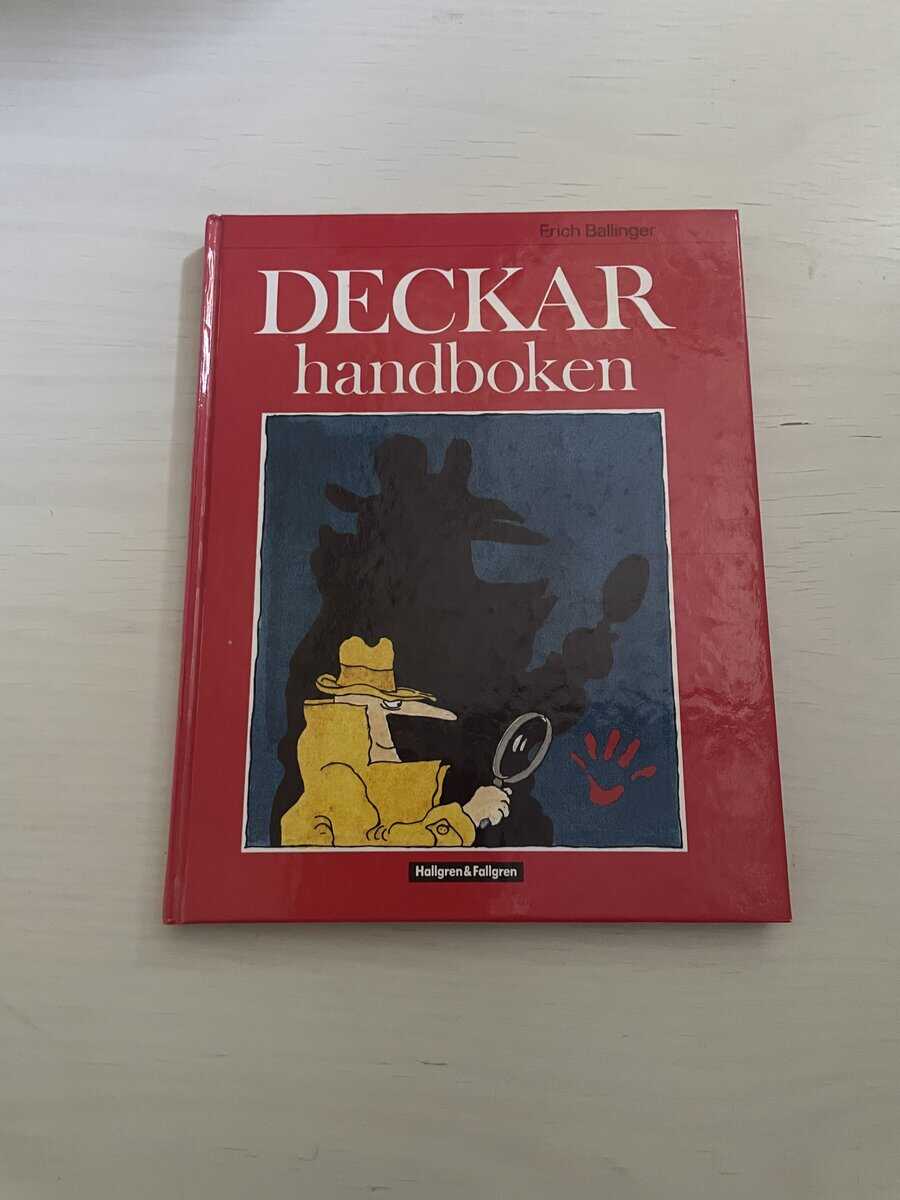 Erich Ballinger
DECKAR
handboken
Hallgren & Fallgren